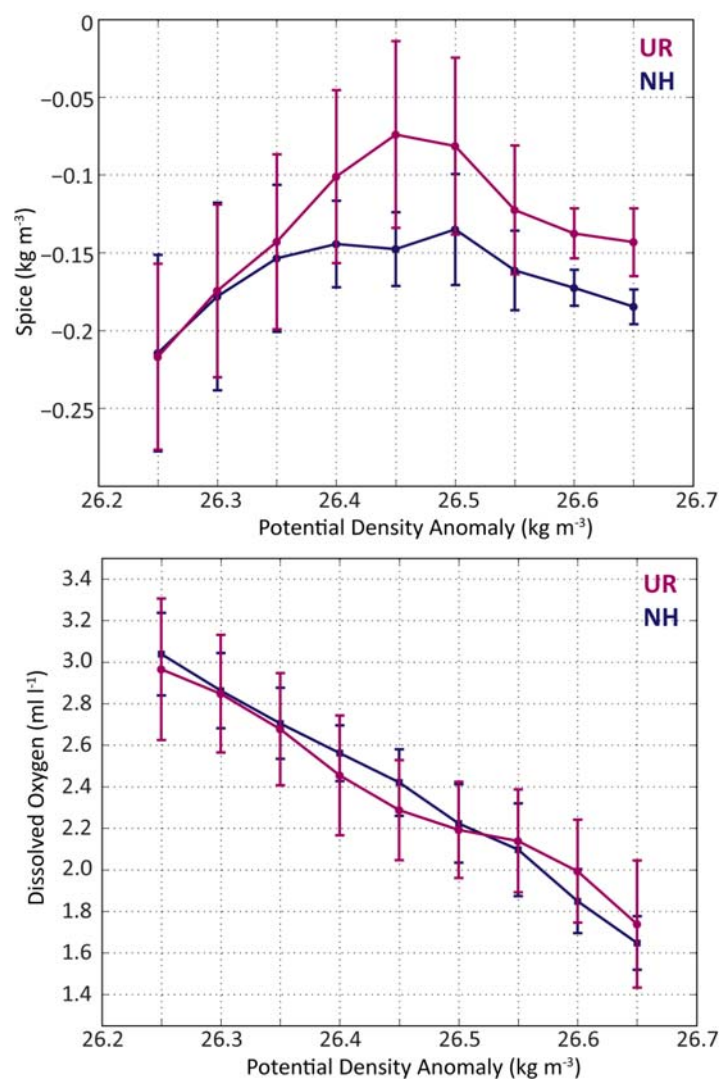 0
−0.05
−0.1
−0.15
−0.2
−0.25
Spice (kg m⁻³)
UR
NH
26.2 26.3 26.4 26.5 26.6 26.7
Potential Density Anomaly (kg m⁻³)
3.4
3.2
3.0
2.8
2.6
2.4
2.2
2.0
1.8
1.6
1.4
Dissolved Oxygen (ml l⁻¹)
UR
NH
26.2 26.3 26.4 26.5 26.6 26.7
Potential Density Anomaly (kg m⁻³)